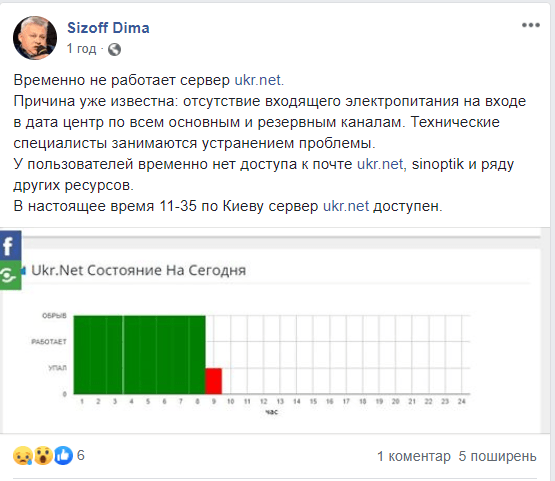 Sizoff Dima
1 год ·
Временно не работает сервер ukr.net.
Причина уже известна: отсутствие входящего электропитания на входе
в дата центр по всем основным и резервным каналам. Технические
специалисты занимаются устранением проблемы.
У пользователей временно нет доступа к почте ukr.net, sinoptik и ряду
других ресурсов.
В настоящее время 11-35 по Киеву сервер ukr.net доступен.
Ukr.Net Состояние На Сегодня
ОБРЫВ
РАБОТАЕТ
УПАЛ
0
1 2 3 4 5 6 7 8 9 10 11 12 13 14 15 16 17 18 19 20 21 22 23 24
час
6 1 коментар 5 поширень